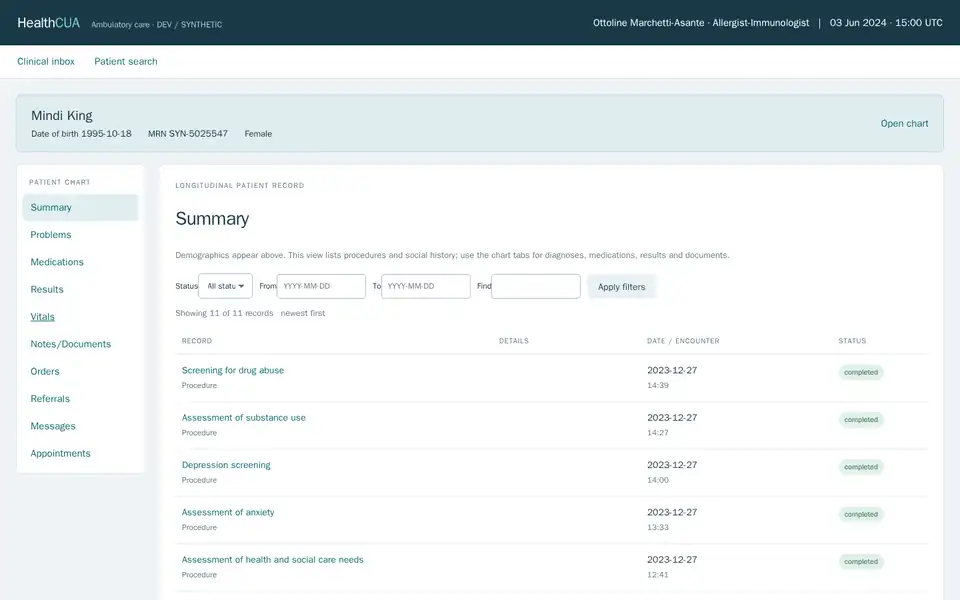 HealthCUA Ambulatory care · DEV / SYNTHETIC
Ottoline Marchetti-Asante · Allergist-Immunologist | 03 Jun 2024 · 15:00 UTC
Clinical inbox Patient search
Mindi King
Date of birth 1995-10-18 MRN SYN-5025547 Female
Open chart
PATIENT CHART
Summary
Problems
Medications
Results
Vitals
Notes/Documents
Orders
Referrals
Messages
Appointments
LONGITUDINAL PATIENT RECORD
Summary
Demographics appear above. This view lists procedures and social history; use the chart tabs for diagnoses, medications, results and documents.
Status All statu From YYYY-MM-DD To YYYY-MM-DD Find Apply filters
Showing 11 of 11 records · newest first
RECORD DETAILS DATE / ENCOUNTER STATUS
Screening for drug abuse 2023-12-27 completed
Procedure 14:39
Assessment of substance use 2023-12-27 completed
Procedure 14:27
Depression screening 2023-12-27 completed
Procedure 14:00
Assessment of anxiety 2023-12-27 completed
Procedure 13:33
Assessment of health and social care needs 2023-12-27 completed
Procedure 12:41